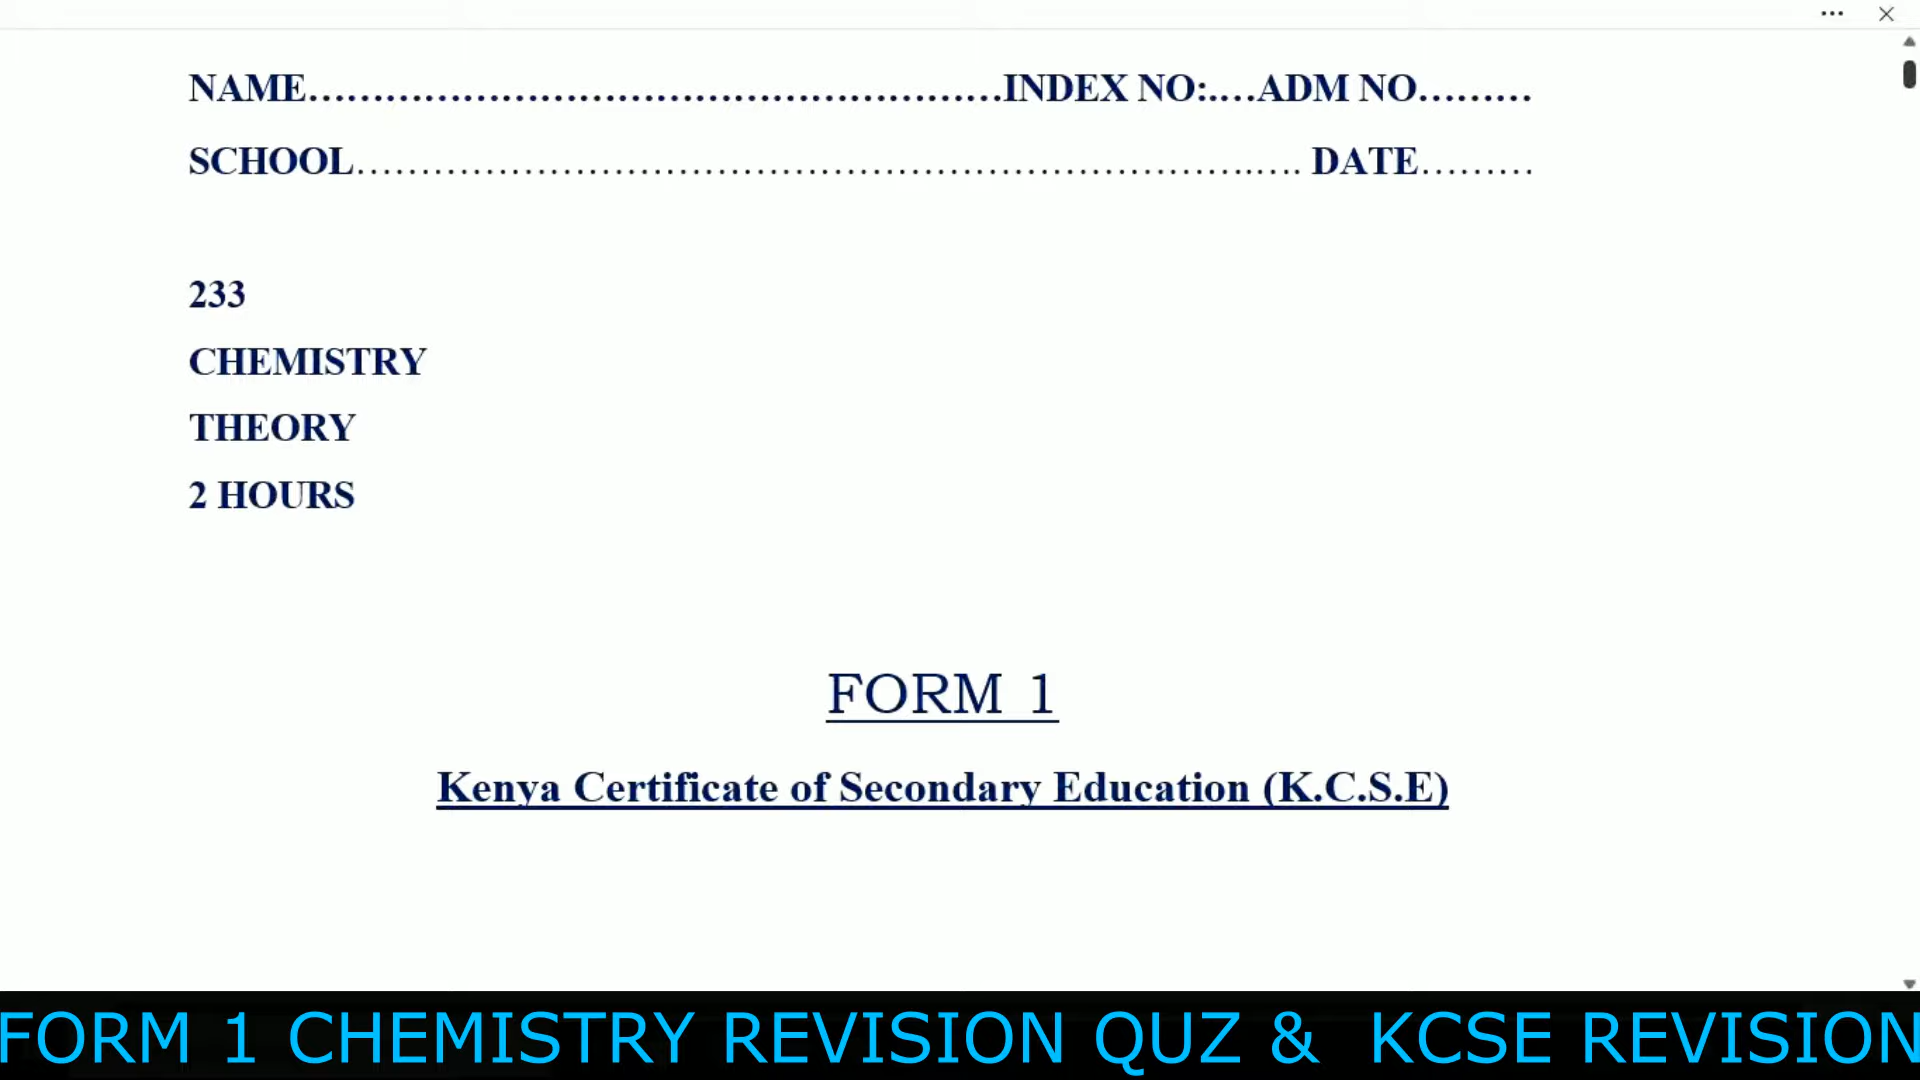 NAME......................................................INDEX NO:....ADM NO.........
SCHOOL.......................................................................... DATE.........
233
CHEMISTRY
THEORY
2 HOURS
FORM 1
Kenya Certificate of Secondary Education (K.C.S.E)
FORM 1 CHEMISTRY REVISION QUZ & KCSE REVISION